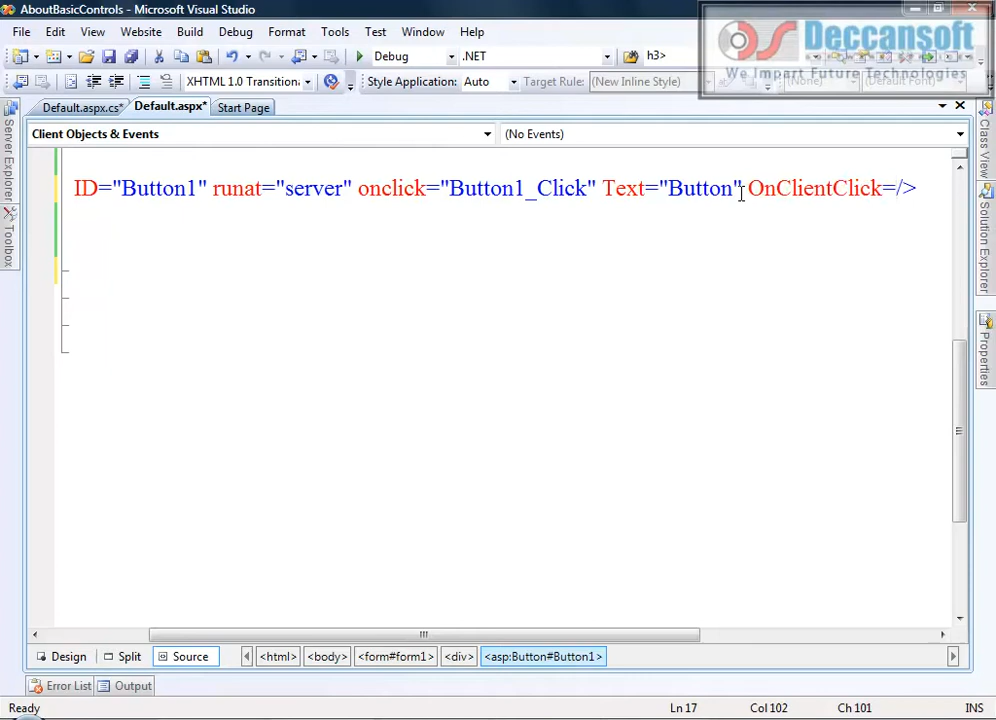 AboutBasicControls - Microsoft Visual Studio
File Edit View Website Build Debug Format Tools Test Window Help
Debug .NET h3>
XHTML 1.0 Transition. Style Application: Auto Target Rule: (New Inline Style)
Deccansoft
We Impart Future Technologies
Default.aspx.cs* Default.aspx* Start Page
Client Objects & Events (No Events)
ID="Button1" runat="server" onclick="Button1_Click" Text="Button" OnClientClick=/>
Server Explorer
Toolbox
Class View
Solution Explorer
Properties
Design Split Source <html> <body> <form#form1> <div> <asp:Button#Button1>
Error List Output
Ready Ln 17 Col 102 Ch 101 INS